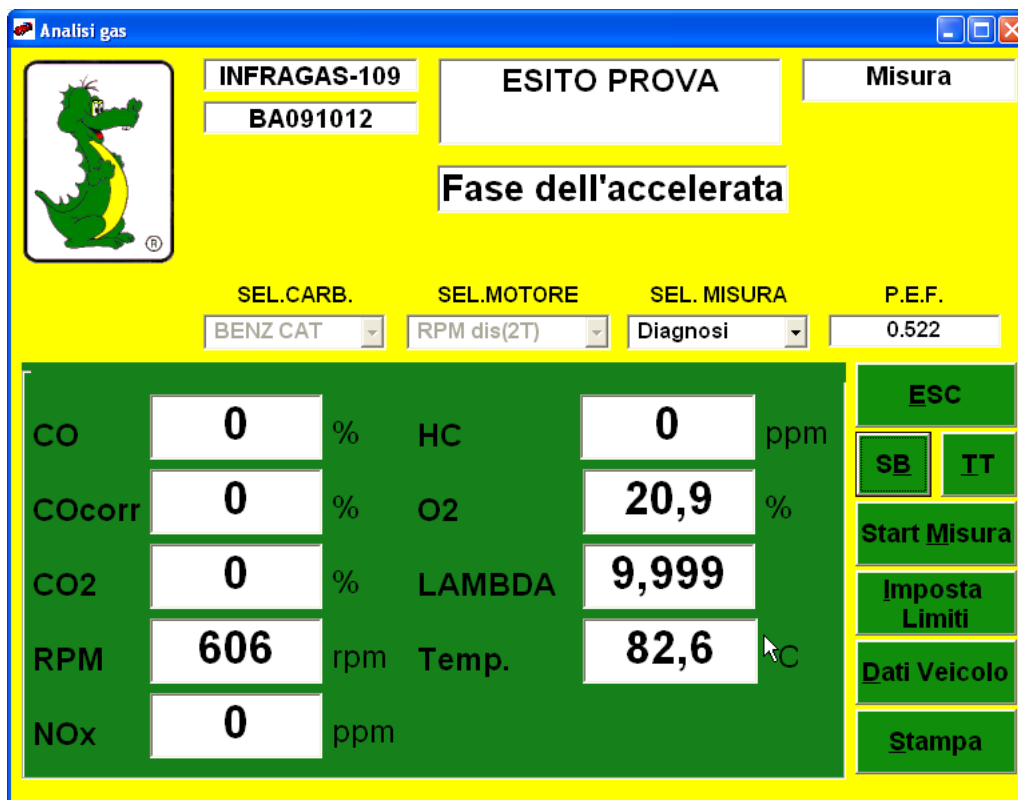 Analisi gas
INFRAGAS-109
ESITO PROVA
Misura
BA091012
Fase dell'accelerata
®
SEL.CARB.
SEL.MOTORE
SEL. MISURA
P.E.F.
BENZ CAT
RPM dis(2T)
Diagnosi
0.522
CO
0
%
HC
0
ppm
COcorr
0
%
O2
20,9
%
CO2
0
%
LAMBDA
9,999
RPM
606
rpm
Temp.
82,6
C
NOx
0
ppm
ESC
SB
TT
Start Misura
Imposta
Limiti
Dati Veicolo
Stampa